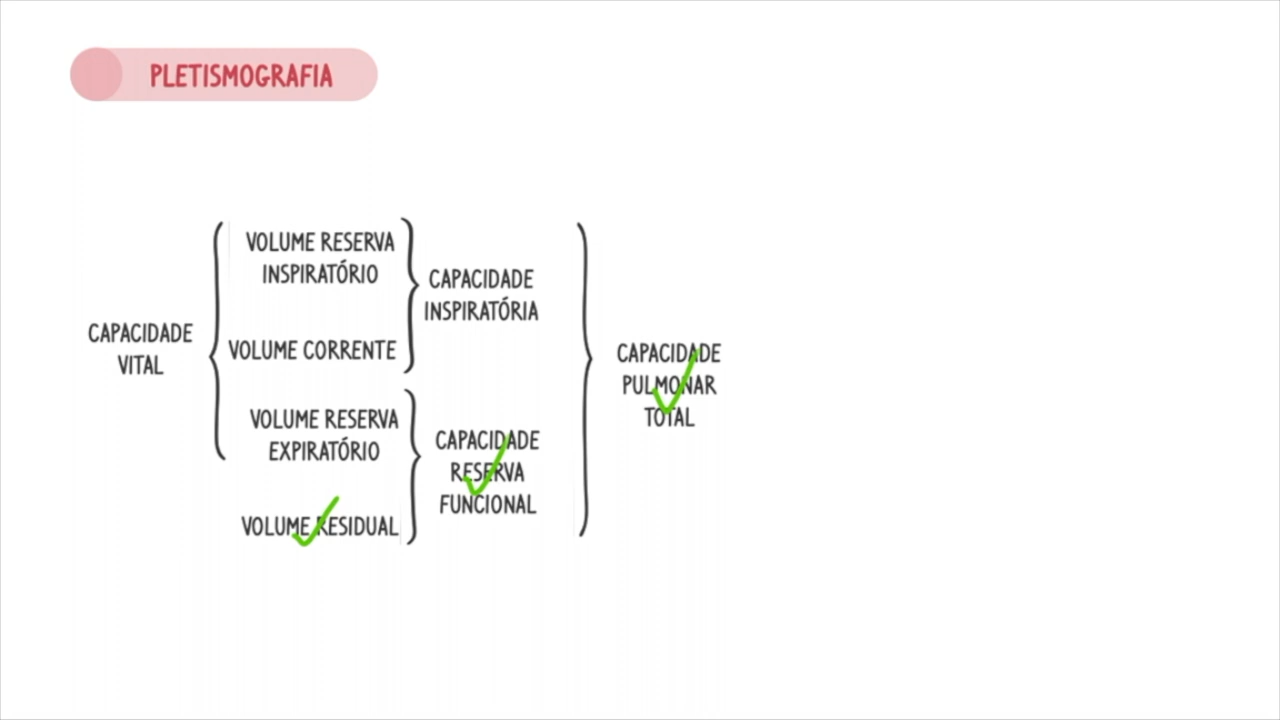 PLETISMOGRAFIA
CAPACIDADE
VITAL
VOLUME RESERVA
INSPIRATÓRIO
VOLUME CORRENTE
VOLUME RESERVA
EXPIRATÓRIO
VOLUME RESIDUAL
CAPACIDADE
INSPIRATÓRIA
CAPACIDADE
RESERVA
FUNCIONAL
CAPACIDADE
PULMONAR
TOTAL